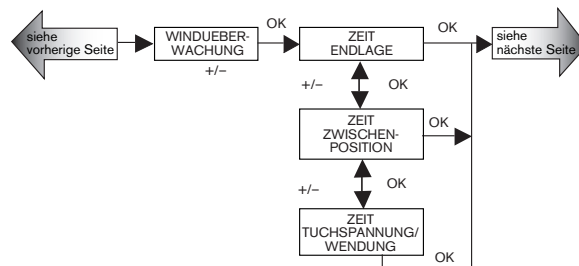 siehe
vorherige Seite
WINDUEBER-
WACHUNG
+/–
OK
ZEIT
ENDLAGE
OK
siehe
nächste Seite
+/–
OK
ZEIT
ZWISCHEN-
POSITION
OK
+/–
OK
ZEIT
TUCHSPANNUNG/
WENDUNG
OK